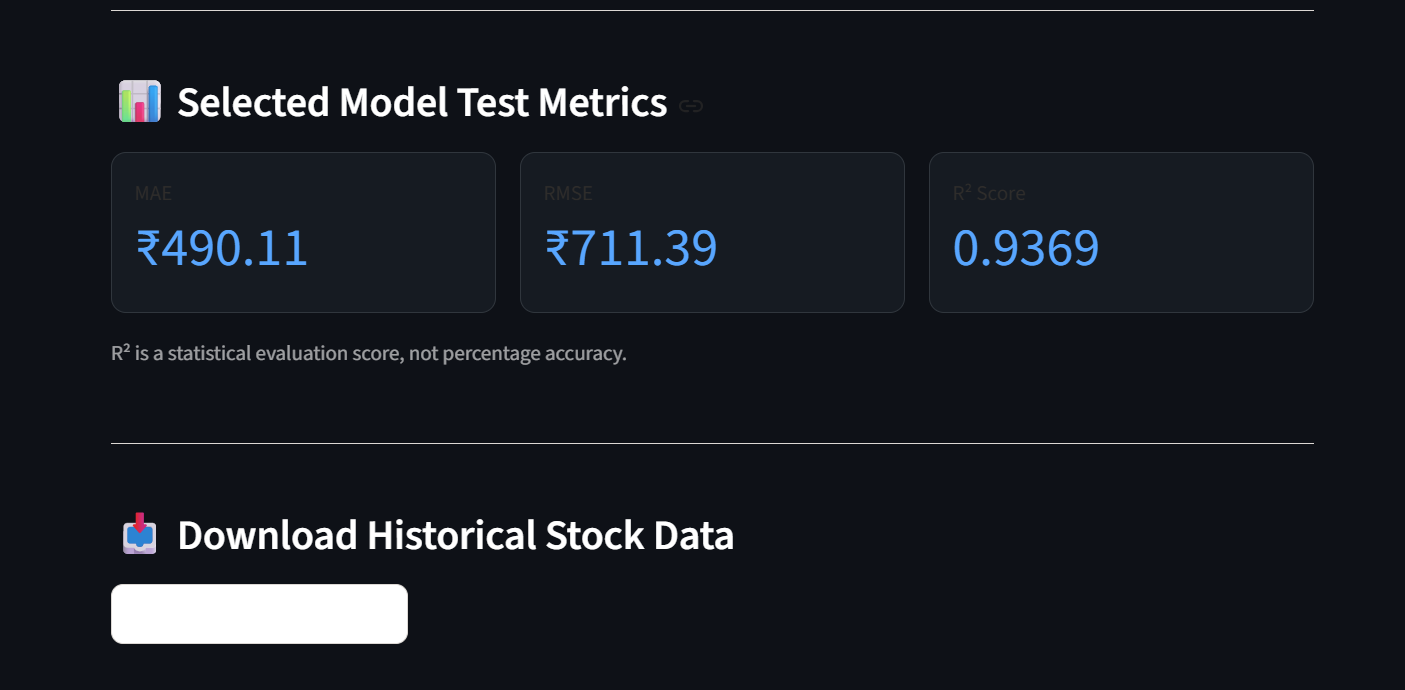 Selected Model Test Metrics
MAE
₹490.11
RMSE
₹711.39
R² Score
0.9369
R² is a statistical evaluation score, not percentage accuracy.
Download Historical Stock Data